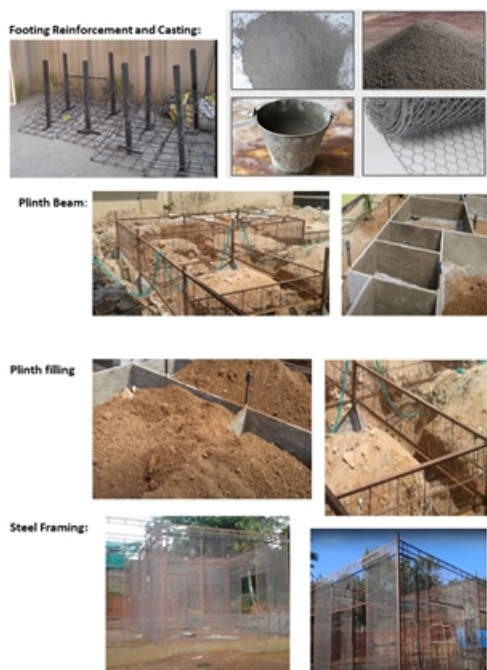 Footing Reinforcement and Casting:
Plinth Beam:
Plinth filling
Steel Framing: